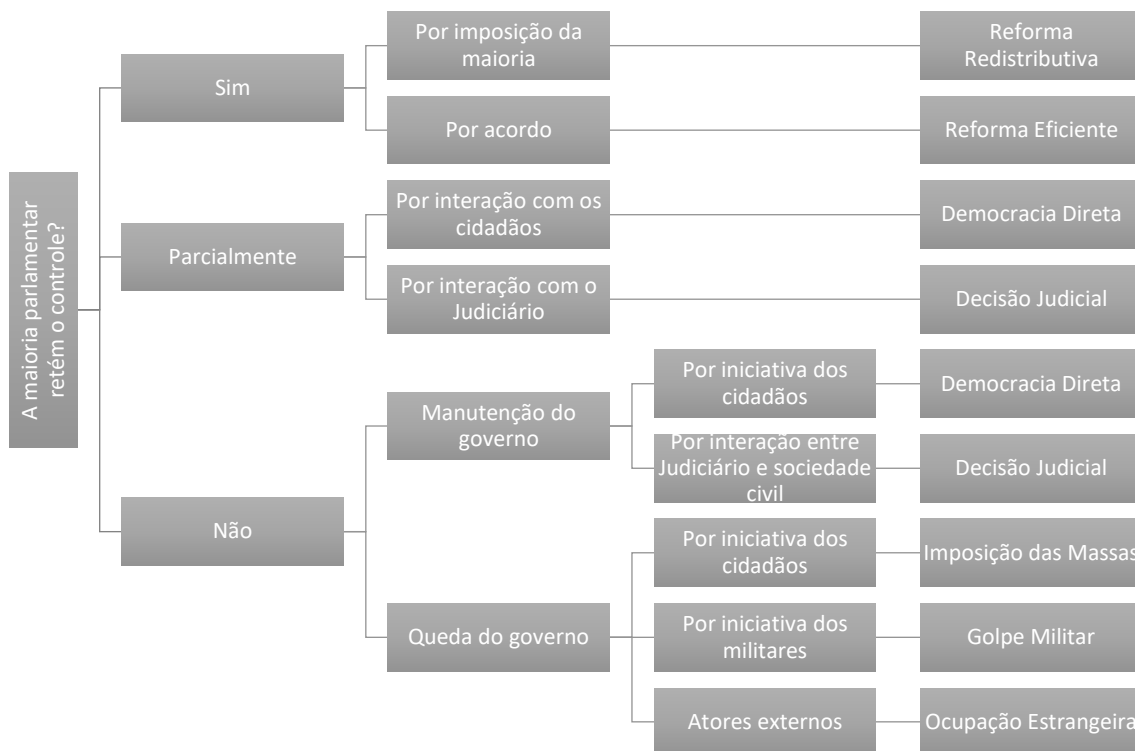 A maioria parlamentar
retém o controle?
Sim
Por imposição da
maioria
Reforma
Redistributiva
Por acordo
Reforma Eficiente
Parcialmente
Por interação com os
cidadãos
Democracia Direta
Por interação com o
Judiciário
Decisão Judicial
Não
Manutenção do
governo
Por iniciativa dos
cidadãos
Democracia Direta
Por interação entre
Judiciário e sociedade
civil
Decisão Judicial
Queda do governo
Por iniciativa dos
cidadãos
Imposição das Massas
Por iniciativa dos
militares
Golpe Militar
Atores externos
Ocupação Estrangeira